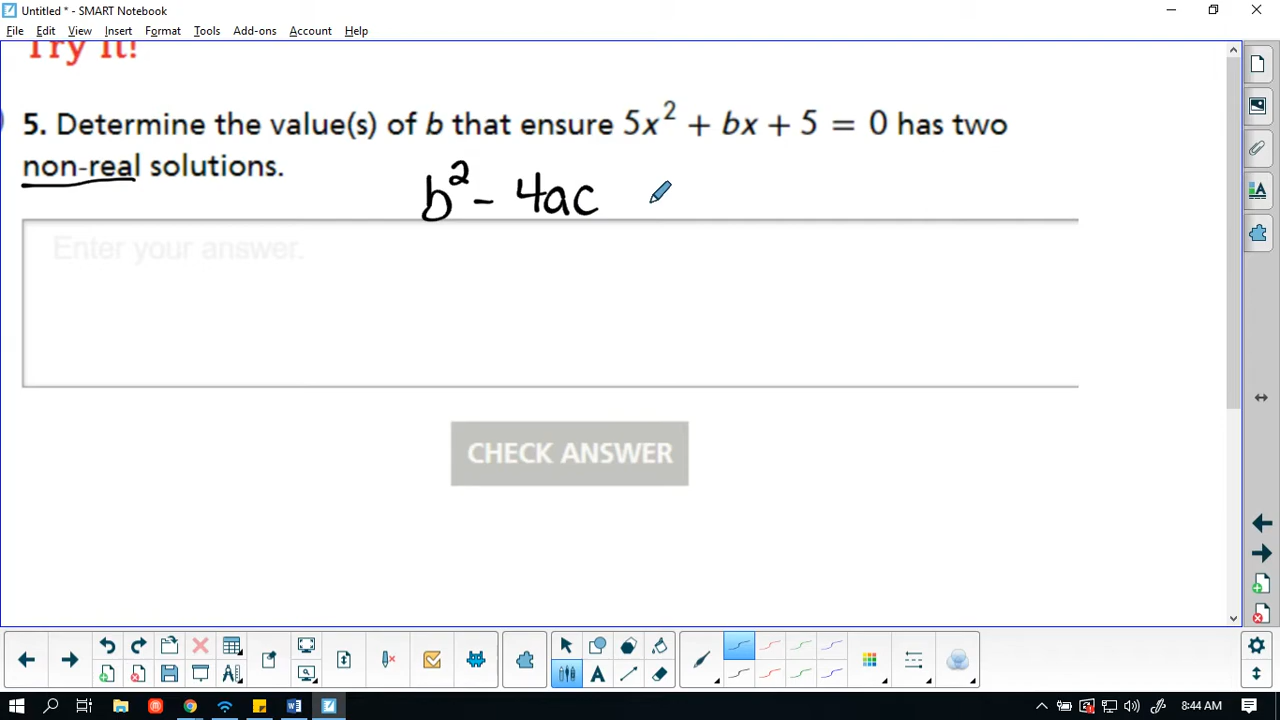 Untitled * - SMART Notebook
File Edit View Insert Format Tools Add-ons Account Help
Try It!
5. Determine the value(s) of b that ensure 5x² + bx + 5 = 0 has two
non-real solutions.
b² - 4ac
Enter your answer.
CHECK ANSWER
8:44 AM